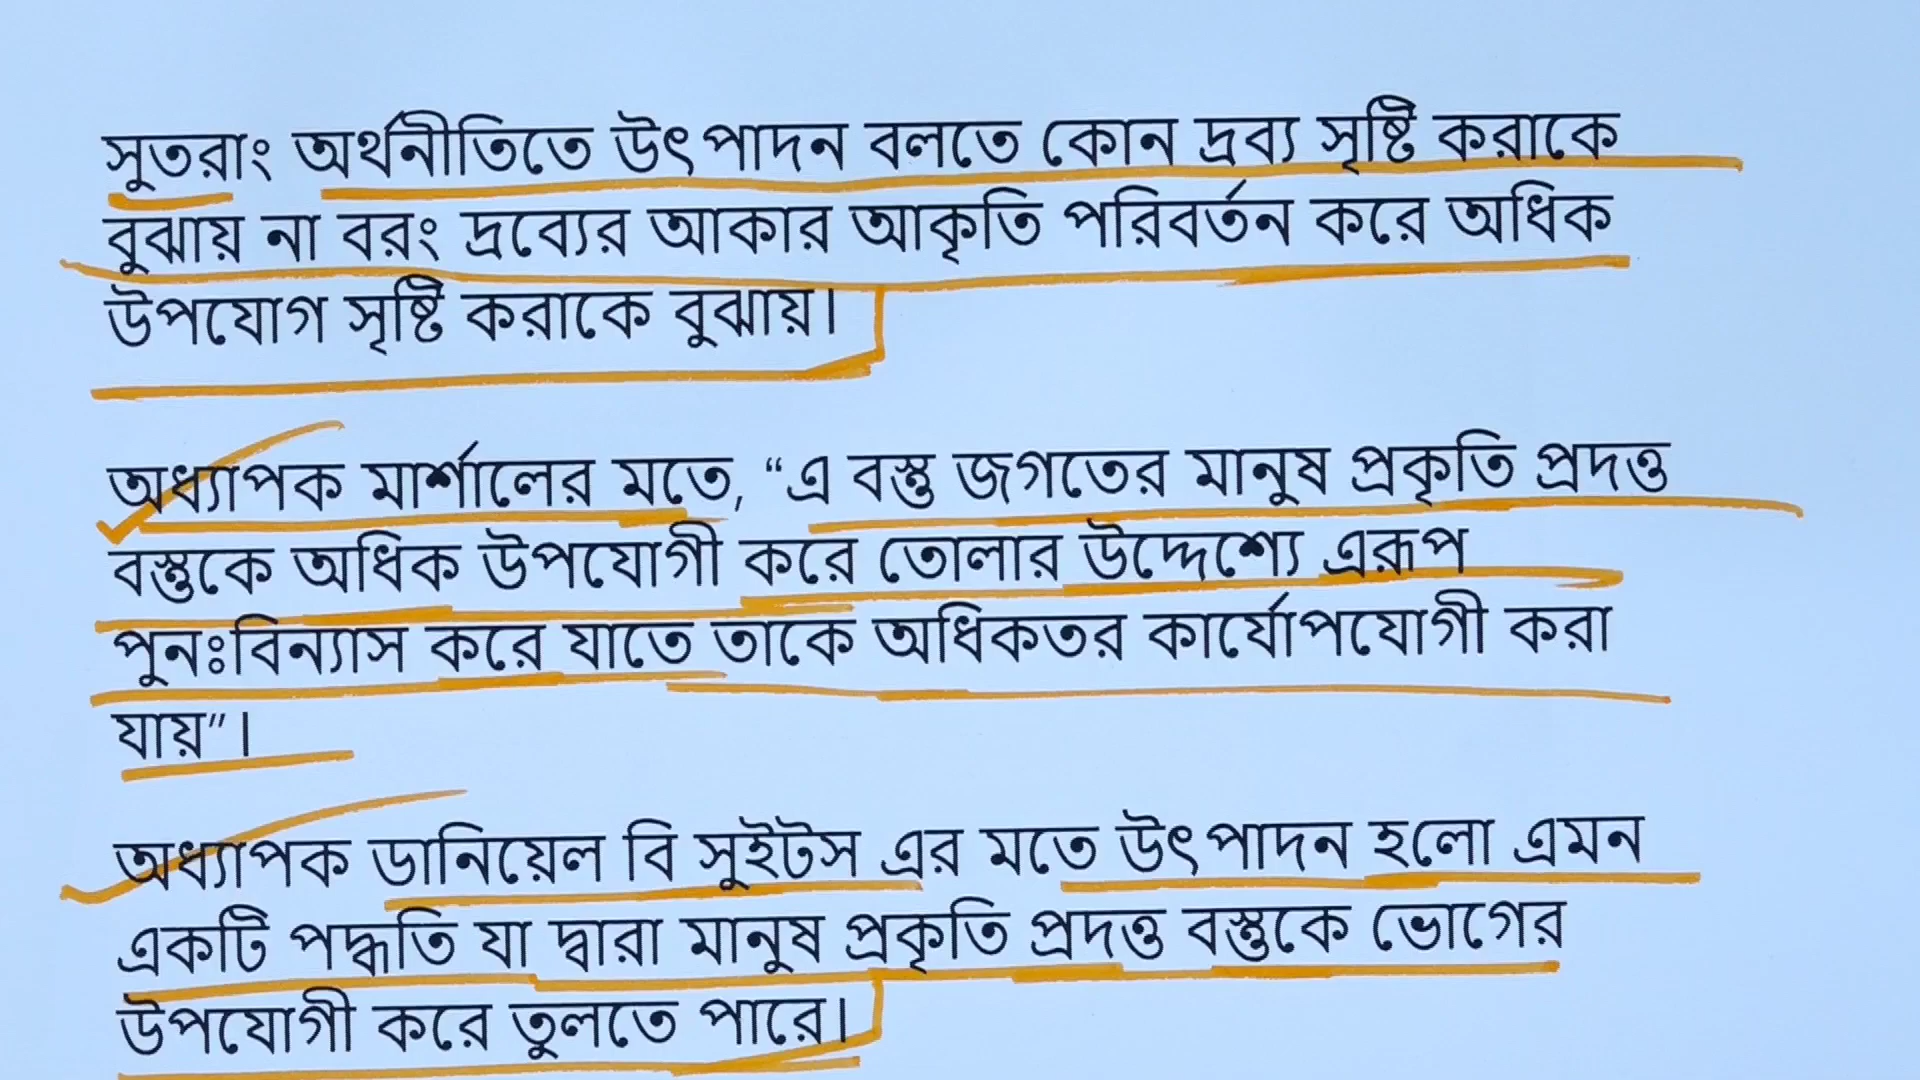 সুতরাং অর্থনীতিতে উৎপাদন বলতে কোন দ্রব্য সৃষ্টি করাকে
বুঝায় না বরং দ্রব্যের আকার আকৃতি পরিবর্তন করে অধিক
উপযোগ সৃষ্টি করাকে বুঝায়।
অধ্যাপক মার্শালের মতে, “এ বস্তু জগতের মানুষ প্রকৃতি প্রদত্ত
বস্তুকে অধিক উপযোগী করে তোলার উদ্দেশ্যে এরূপ
পুনঃবিন্যাস করে যাতে তাকে অধিকতর কার্যোপযোগী করা
যায়”।
অধ্যাপক ডানিয়েল বি সুইটস এর মতে উৎপাদন হলো এমন
একটি পদ্ধতি যা দ্বারা মানুষ প্রকৃতি প্রদত্ত বস্তুকে ভোগের
উপযোগী করে তুলতে পারে।